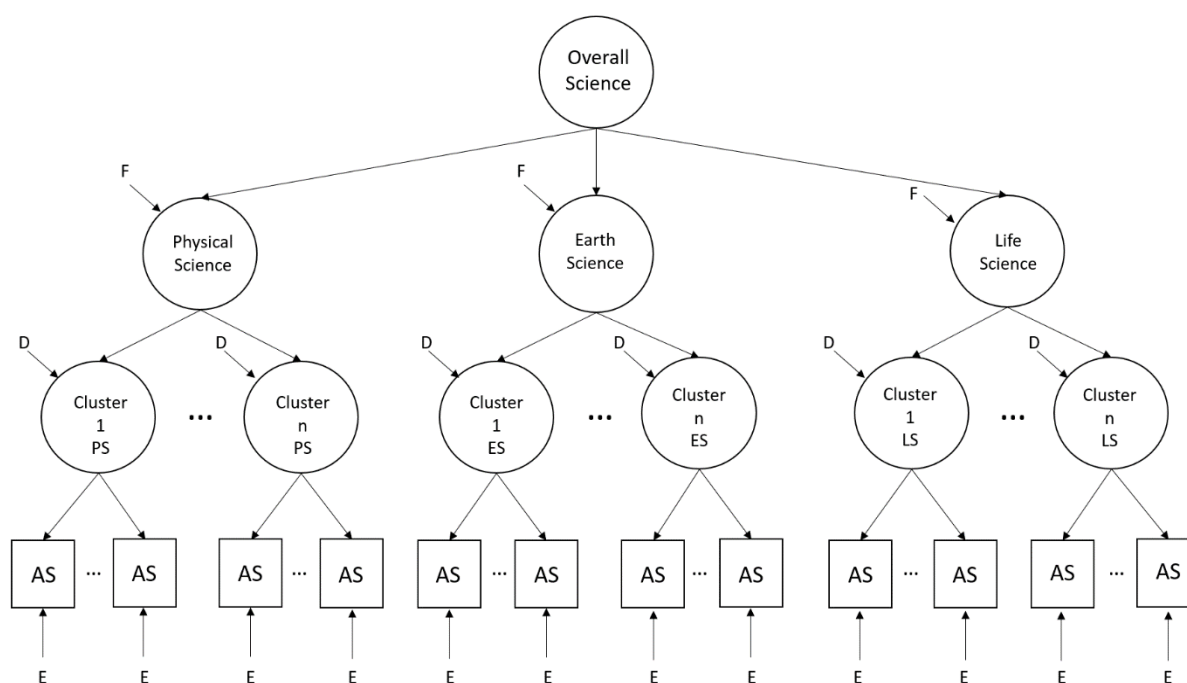 Overall
Science
F
F
F
Physical
Science
Earth
Science
Life
Science
D
D
D
D
D
D
Cluster
1
PS
...
Cluster
n
PS
Cluster
1
ES
...
Cluster
n
ES
Cluster
1
LS
...
Cluster
n
LS
AS ... AS AS ... AS AS ... AS AS ... AS AS ... AS AS ... AS
E E E E E E E E E E E E